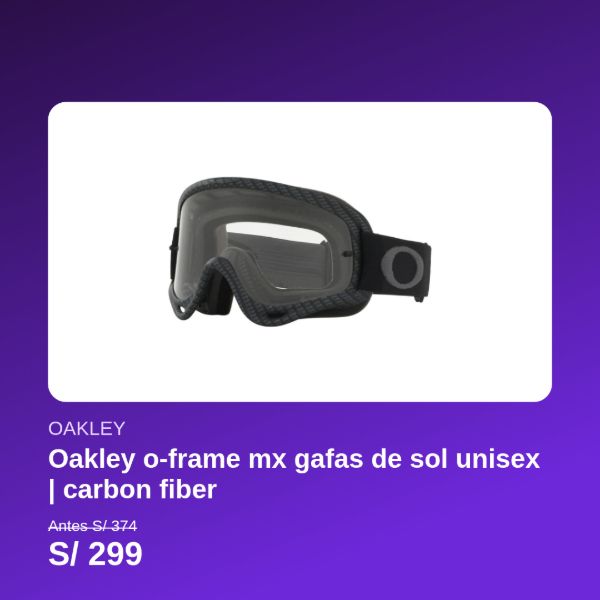 OAKLEY
Oakley o-frame mx gafas de sol unisex
| carbon fiber
Antes S/ 374
S/ 299